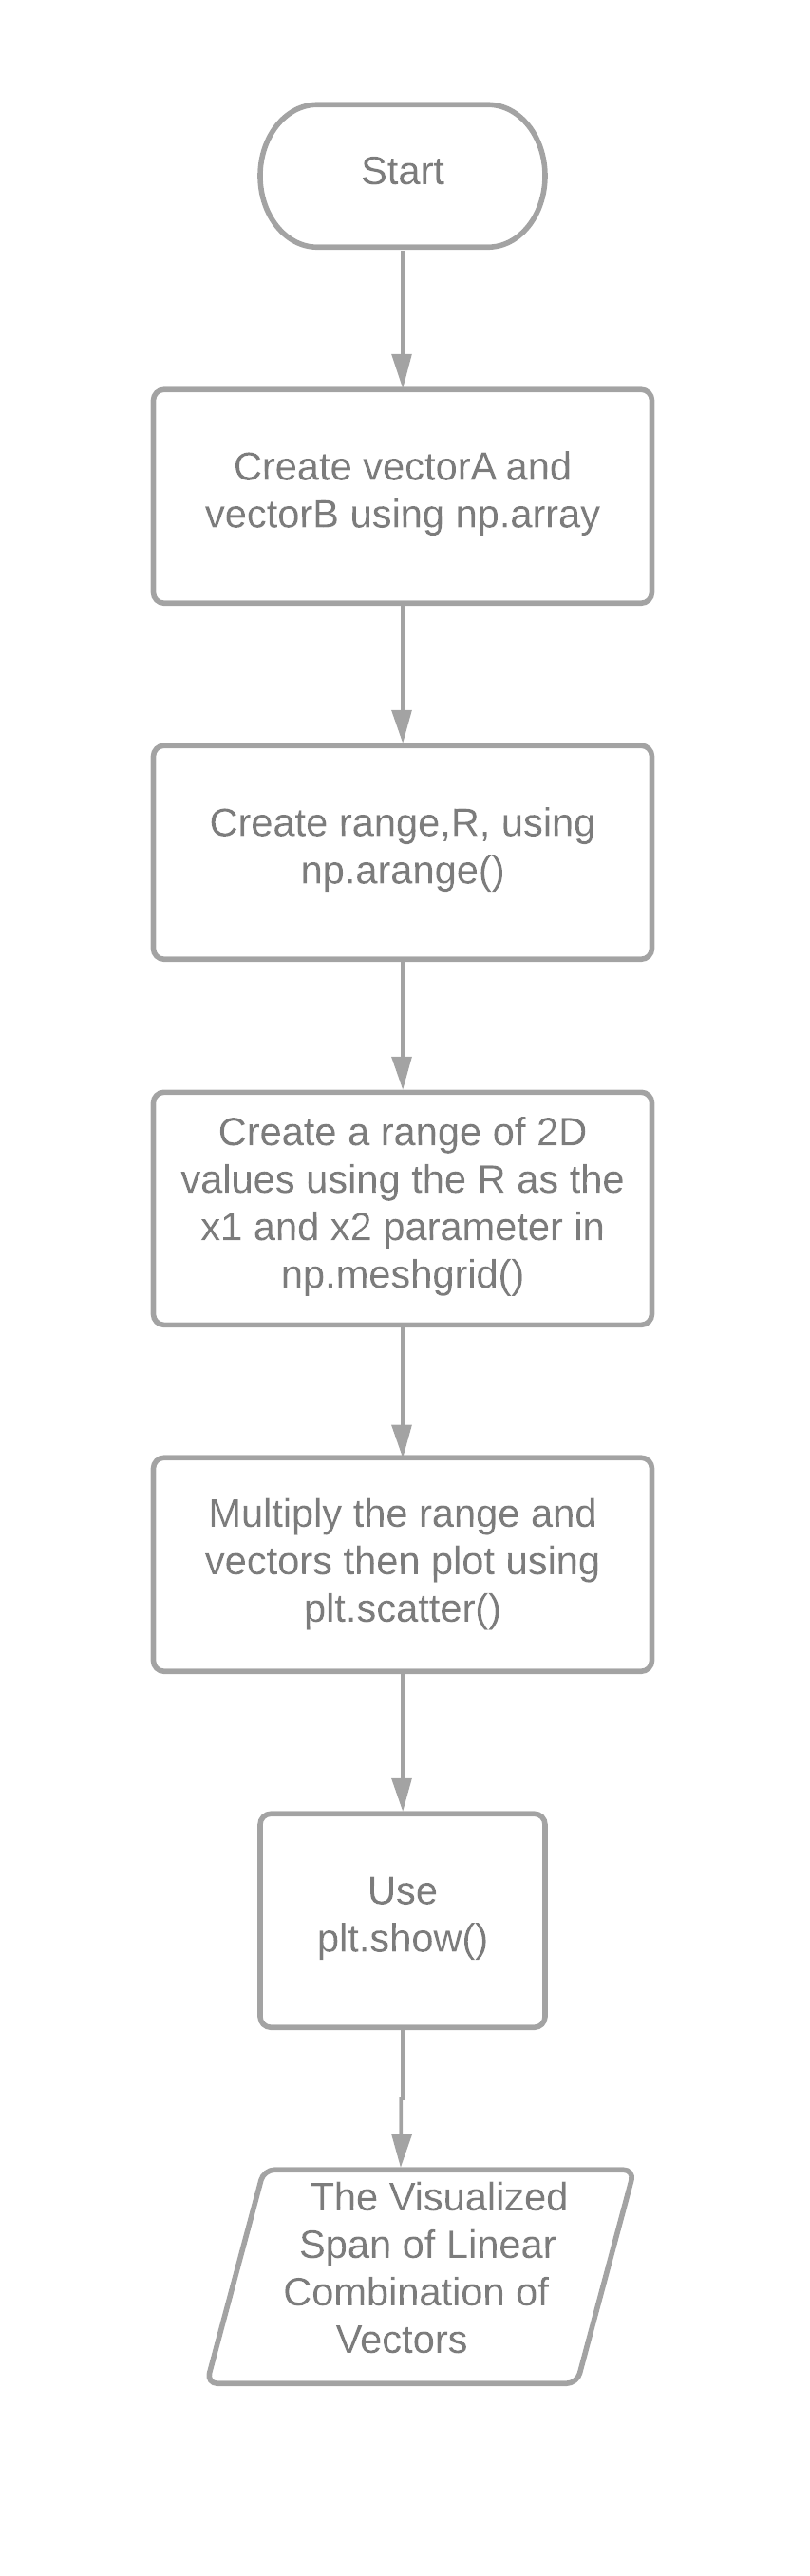 Start
Create vectorA and
vectorB using np.array
Create range,R, using
np.arange()
Create a range of 2D
values using the R as the
x1 and x2 parameter in
np.meshgrid()
Multiply the range and
vectors then plot using
plt.scatter()
Use
plt.show()
The Visualized
Span of Linear
Combination of
Vectors